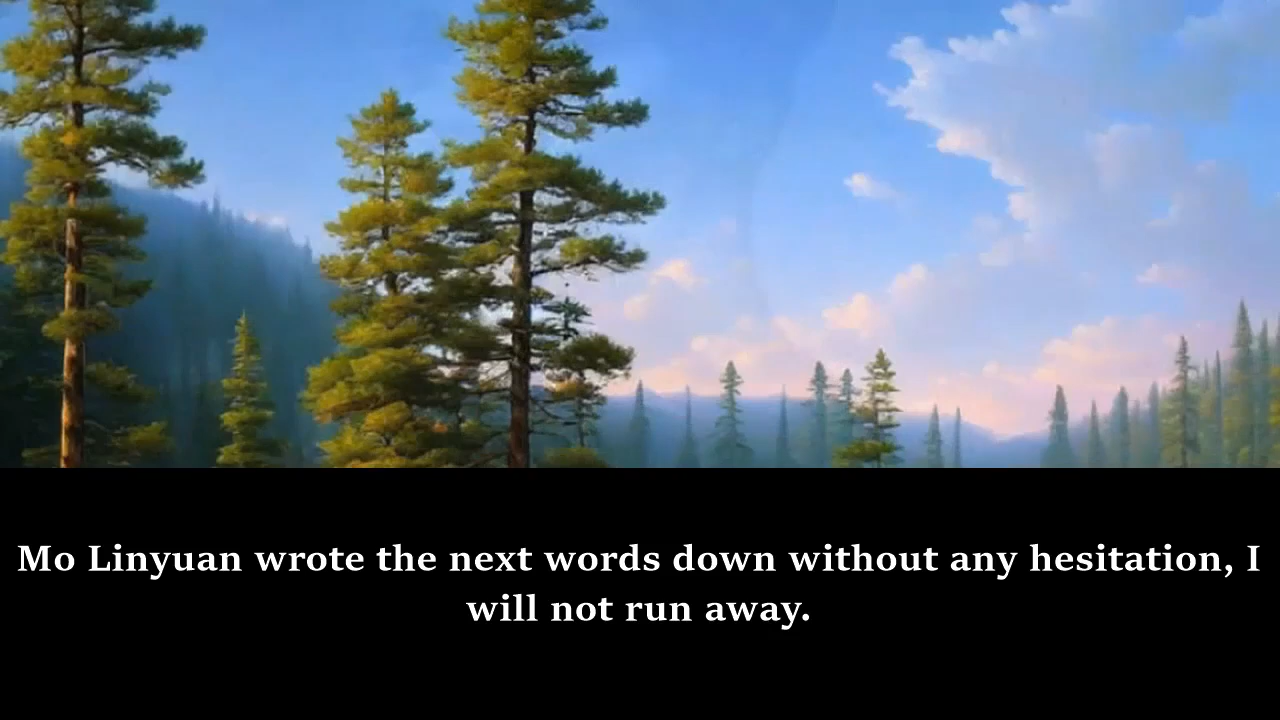 Mo Linyuan wrote the next words down without any hesitation, I
will not run away.